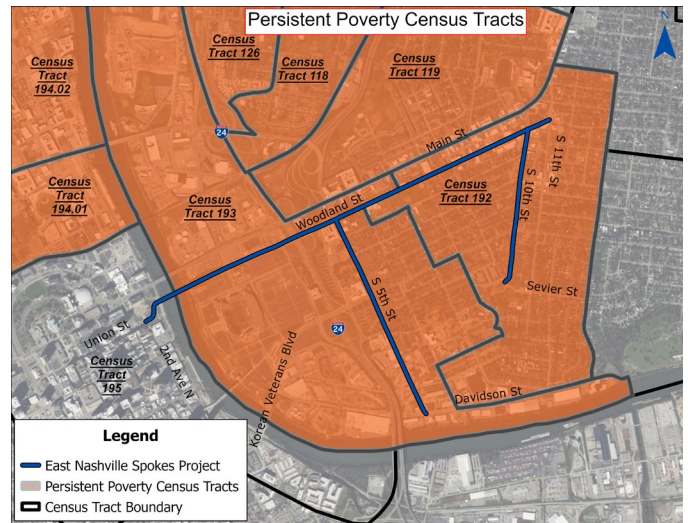 Persistent Poverty Census Tracts
N
Census
Tract
194.02
Census
Tract 126
Census
Tract 118
Census
Tract 119
24
Main St
S 11th St
Census
Tract
194.01
Census
Tract 193
Woodland St
Census
Tract 192
S 10th St
S 5th St
Sevier St
Union St
24
Census
Tract
195
2nd Ave N
Korean Veterans Blvd
Davidson St
Legend
East Nashville Spokes Project
Persistent Poverty Census Tracts
Census Tract Boundary